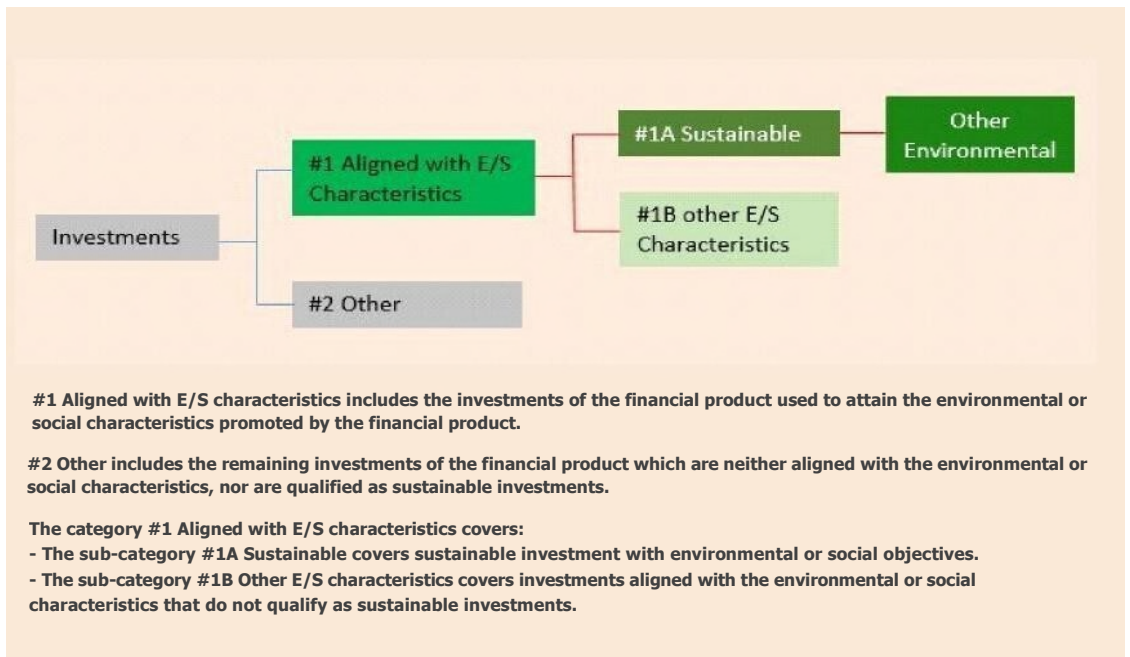 Other
Environmental
#1A Sustainable
#1 Aligned with E/S
Characteristics
#1B other E/S
Characteristics
Investments
#2 Other
#1 Aligned with E/S characteristics includes the investments of the financial product used to attain the environmental or
social characteristics promoted by the financial product.
#2 Other includes the remaining investments of the financial product which are neither aligned with the environmental or
social characteristics, nor are qualified as sustainable investments.
The category #1 Aligned with E/S characteristics covers:
- The sub-category #1A Sustainable covers sustainable investment with environmental or social objectives.
- The sub-category #1B Other E/S characteristics covers investments aligned with the environmental or social
characteristics that do not qualify as sustainable investments.